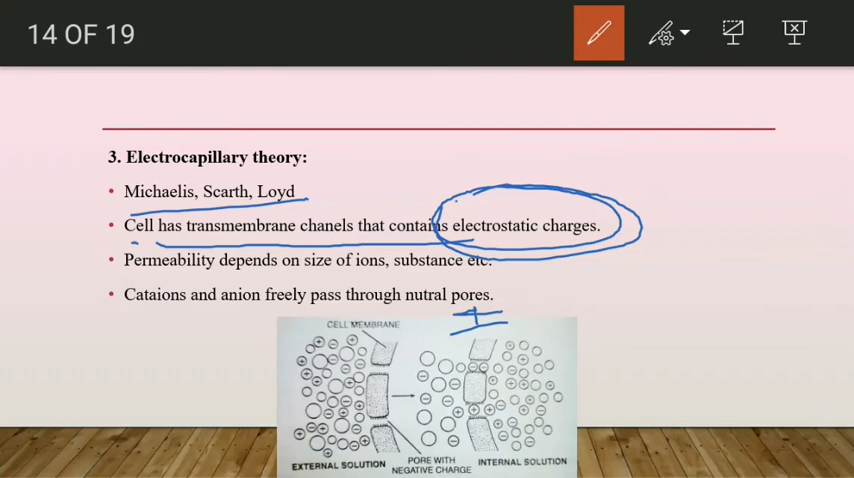 14 OF 19
3. Electrocapillary theory:
• Michaelis, Scarth, Loyd
• Cell has transmembrane chanels that contains electrostatic charges.
• Permeability depends on size of ions, substance etc.
• Cataions and anion freely pass through nutral pores.
CELL MEMBRANE
EXTERNAL SOLUTION
PORE WITH
NEGATIVE CHARGE
INTERNAL SOLUTION